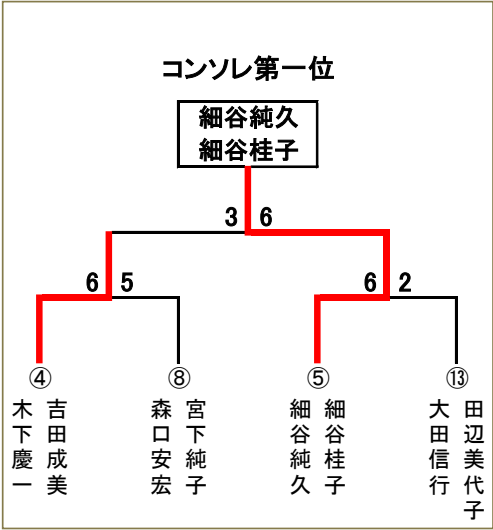 コンソレ第一位
細谷純久
細谷桂子
3 6
6 5
6 2
④
⑧
⑤
⑬
木下慶一
吉田成美
森口安宏
宮下純子
細谷純久
細谷桂子
大田信行
田辺美代子